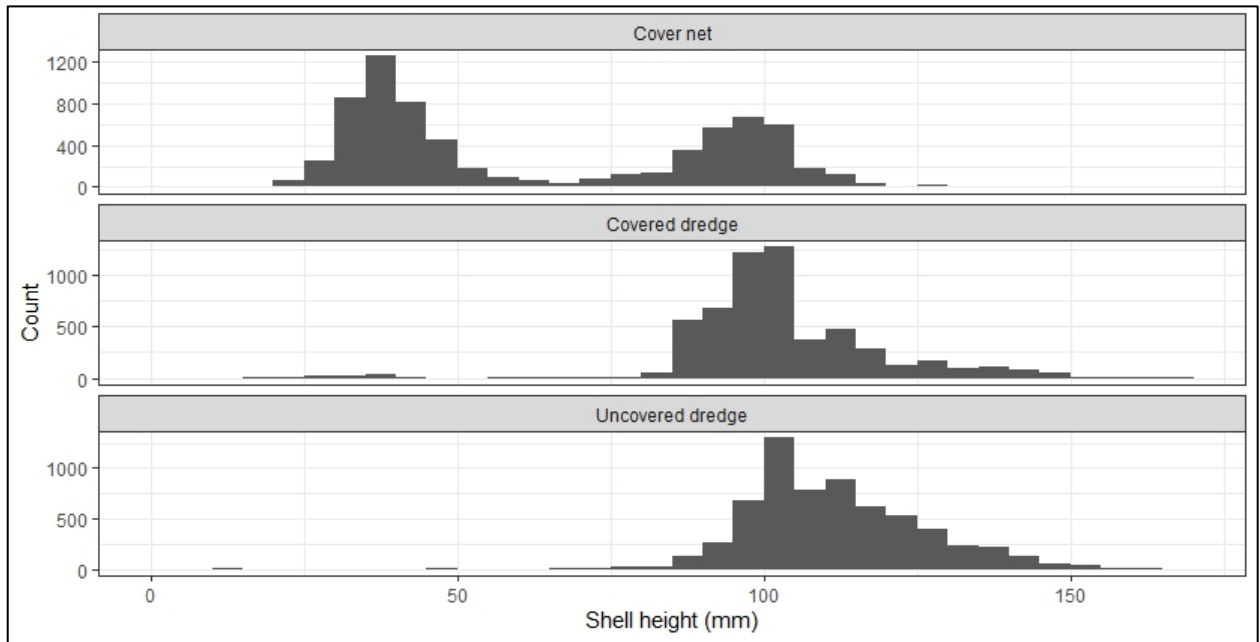 Cover net
1200
800
400
0
Covered dredge
1000
500
0
Count
Uncovered dredge
1000
500
0
0 50 100 150
Shell height (mm)